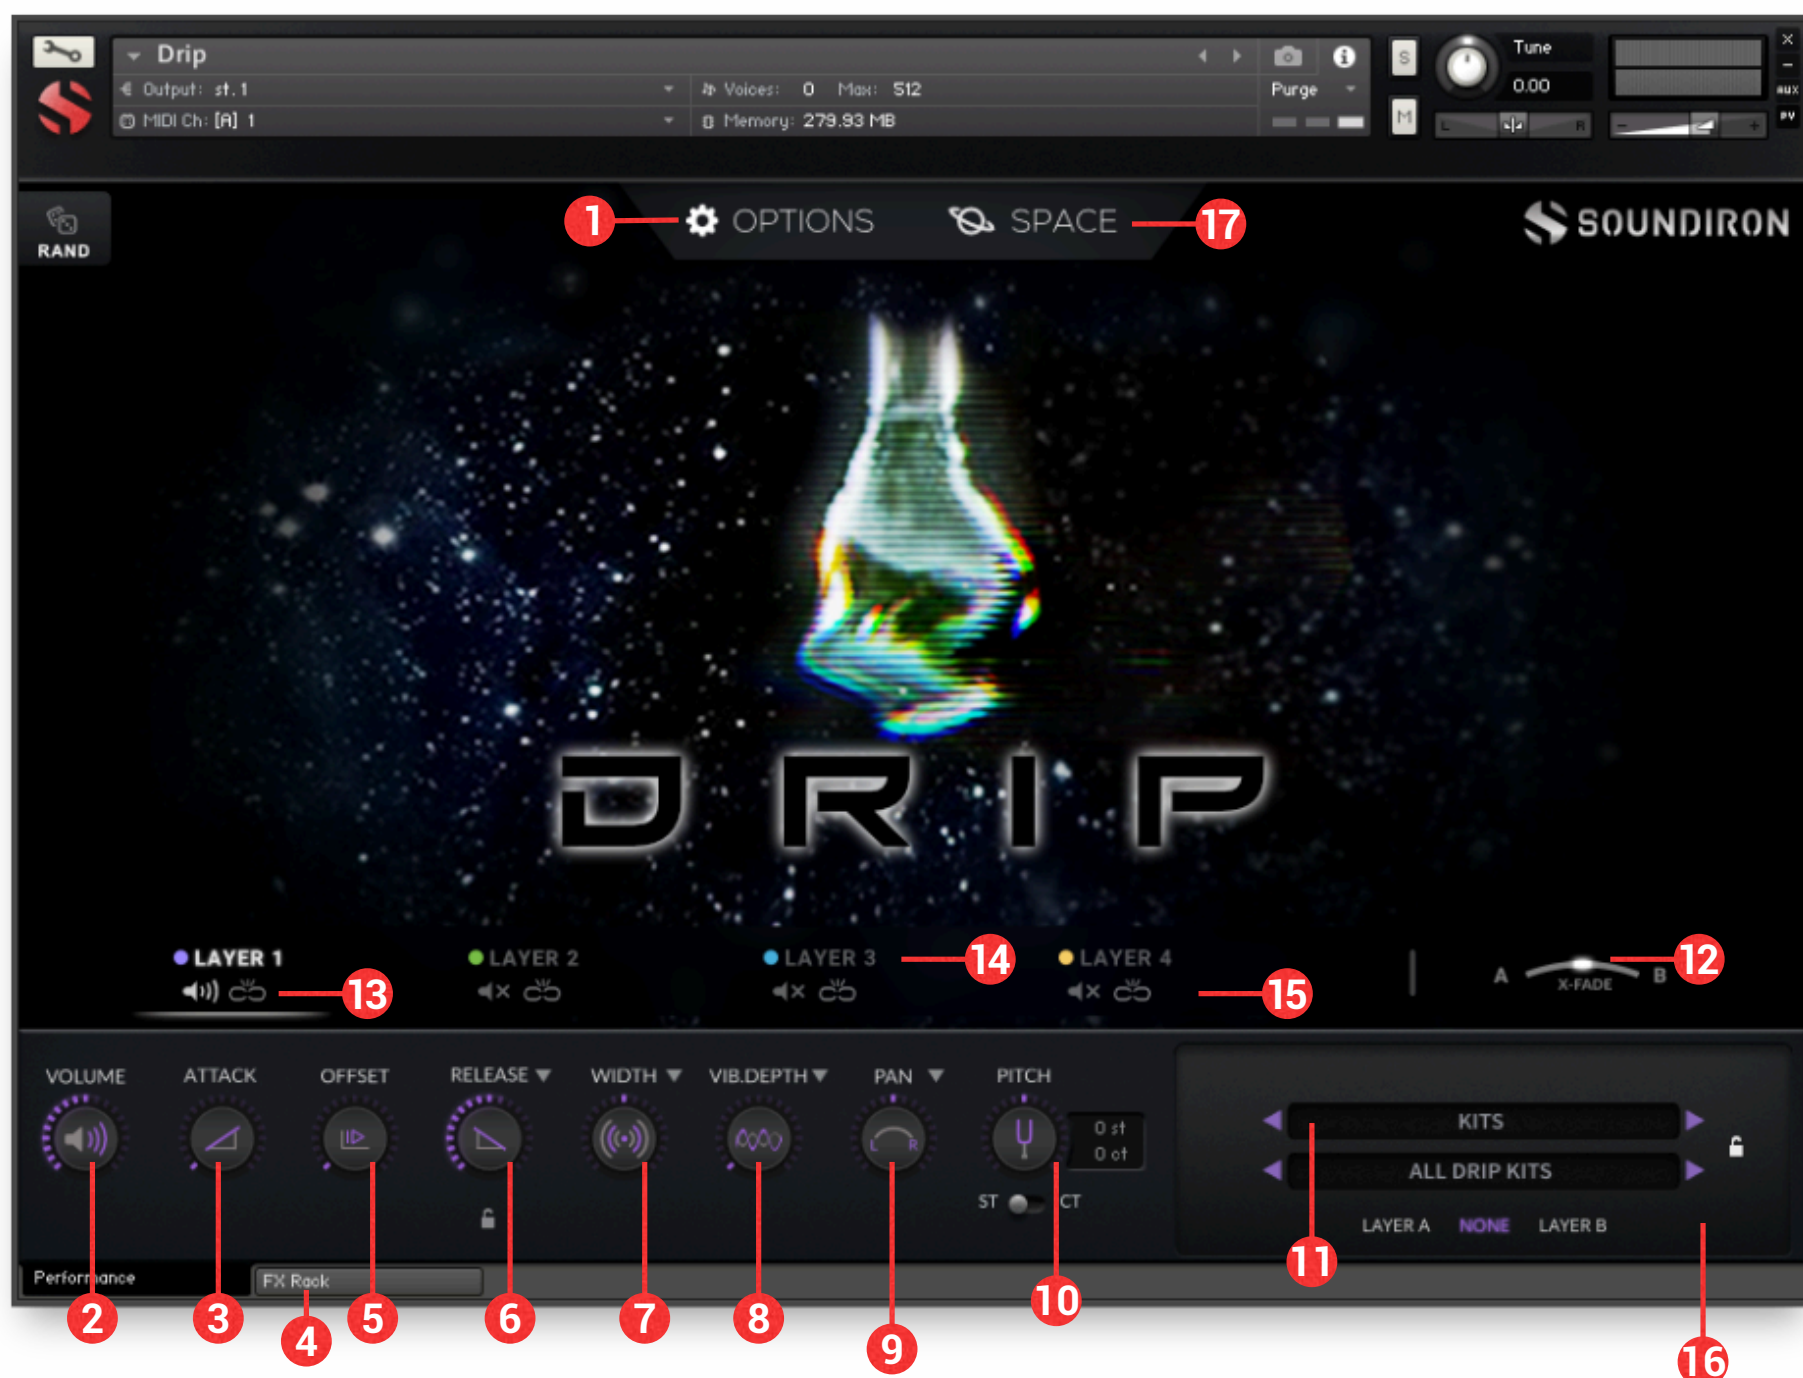 Drip
Output: st.1
Voices: 0 Max: 512
Purge
MIDI Ch: [A] 1
Memory: 279.93 MB
S
M
Tune
0.00
L R
- +
X
-
AUX
PV
RAND
1 OPTIONS SPACE 17
SOUNDIRON
DRIP
LAYER 1
LAYER 2
LAYER 3 14
LAYER 4
13
15
A X-FADE B
12
VOLUME ATTACK OFFSET RELEASE WIDTH VIB.DEPTH PAN PITCH
L R
0 st
0 ct
ST CT
KITS
ALL DRIP KITS
LAYER A NONE LAYER B
Performance
FX Rack
2 3 4 5 6 7 8 9 10 11 16